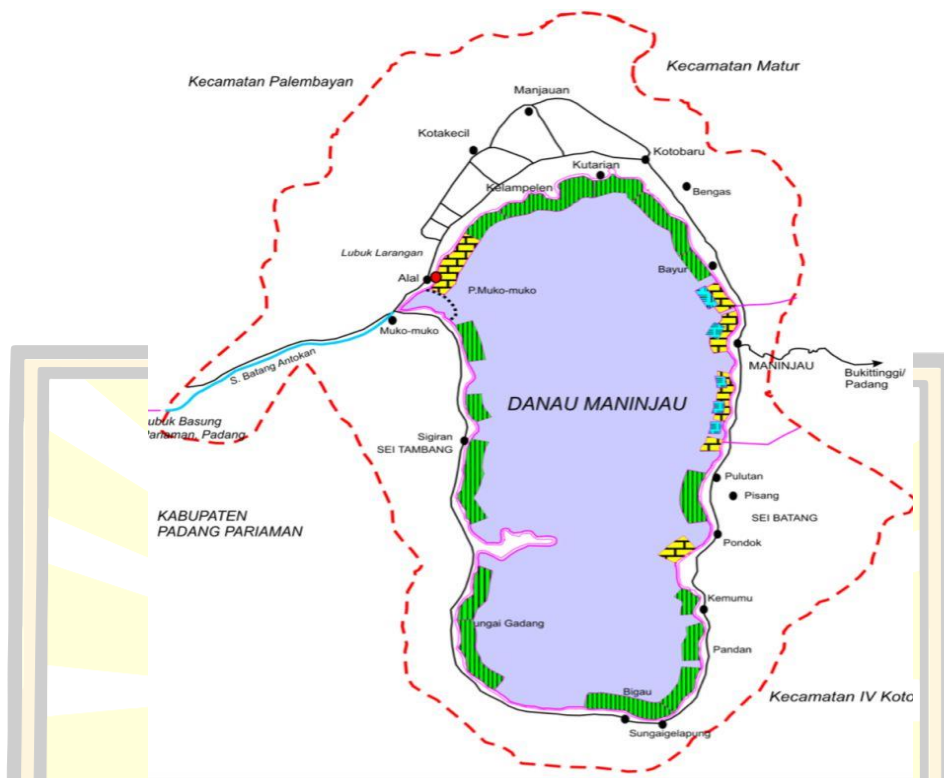 Kecamatan Matur
Kecamatan Palembayan
Manjauan
Kotakecil
Kotobaru
Kutarian
Kelampelen
Bengas
Lubuk Larangan
Bayur
Alal
P.Muko-muko
Muko-muko
S. Batang Antokan
MANINJAU
Bukittinggi/
Padang
DANAU MANINJAU
ubuk Basung
Pariaman, Padang
Sigiran
SEI TAMBANG
Pulutan
Pisang
SEI BATANG
KABUPATEN
PADANG PARIAMAN
Pondok
Kemumu
ungai Gadang
Pandan
Bigau
Kecamatan IV Koto
Sungaigelapung